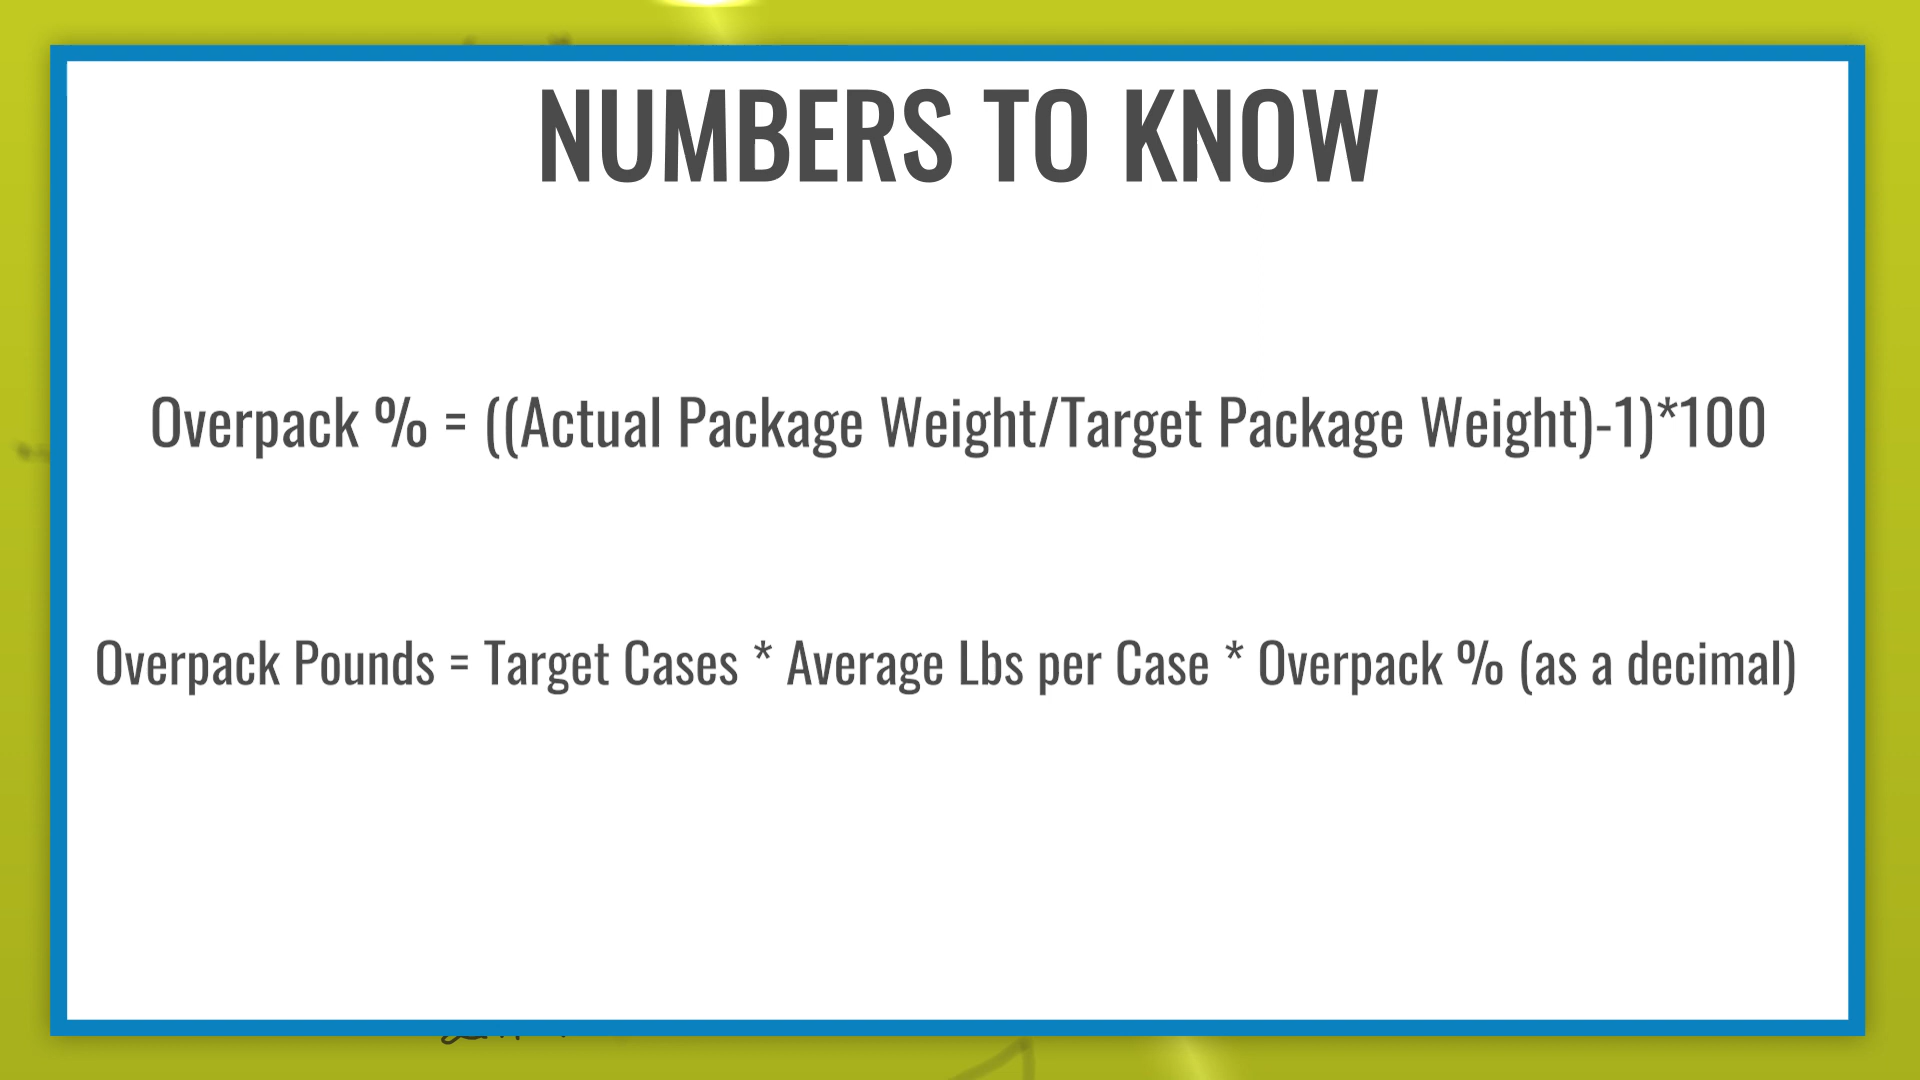 NUMBERS TO KNOW
Overpack % = ((Actual Package Weight/Target Package Weight)-1)*100
Overpack Pounds = Target Cases * Average Lbs per Case * Overpack % (as a decimal)